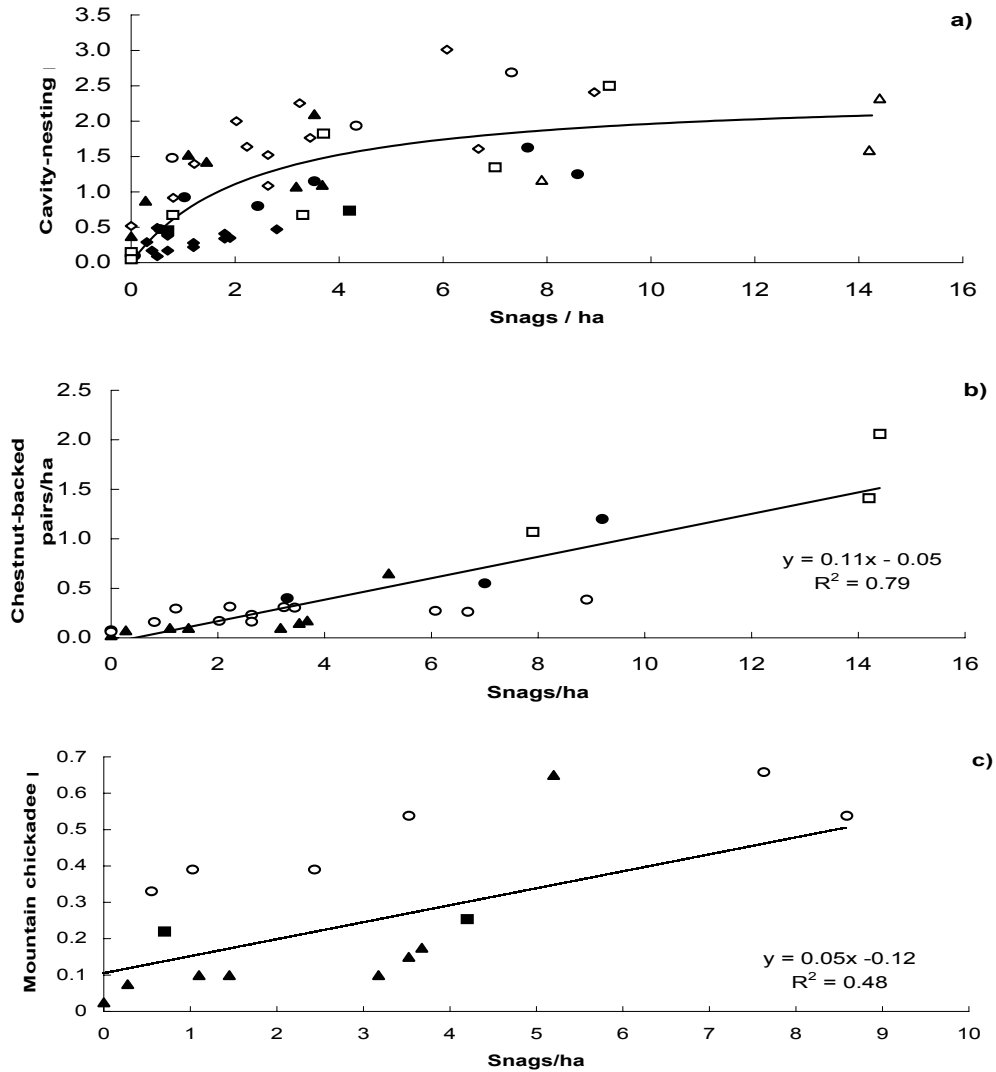 a)
3.5
3.0
2.5
2.0
1.5
1.0
0.5
0.0
Cavity-nesting
0 2 4 6 8 10 12 14 16
Snags / ha
b)
2.5
2.0
1.5
1.0
0.5
0.0
Chestnut-backed
pairs/ha
y = 0.11x - 0.05
R² = 0.79
0 2 4 6 8 10 12 14 16
Snags/ha
c)
0.7
0.6
0.5
0.4
0.3
0.2
0.1
0
Mountain chickadee
y = 0.05x -0.12
R² = 0.48
0 1 2 3 4 5 6 7 8 9 10
Snags/ha